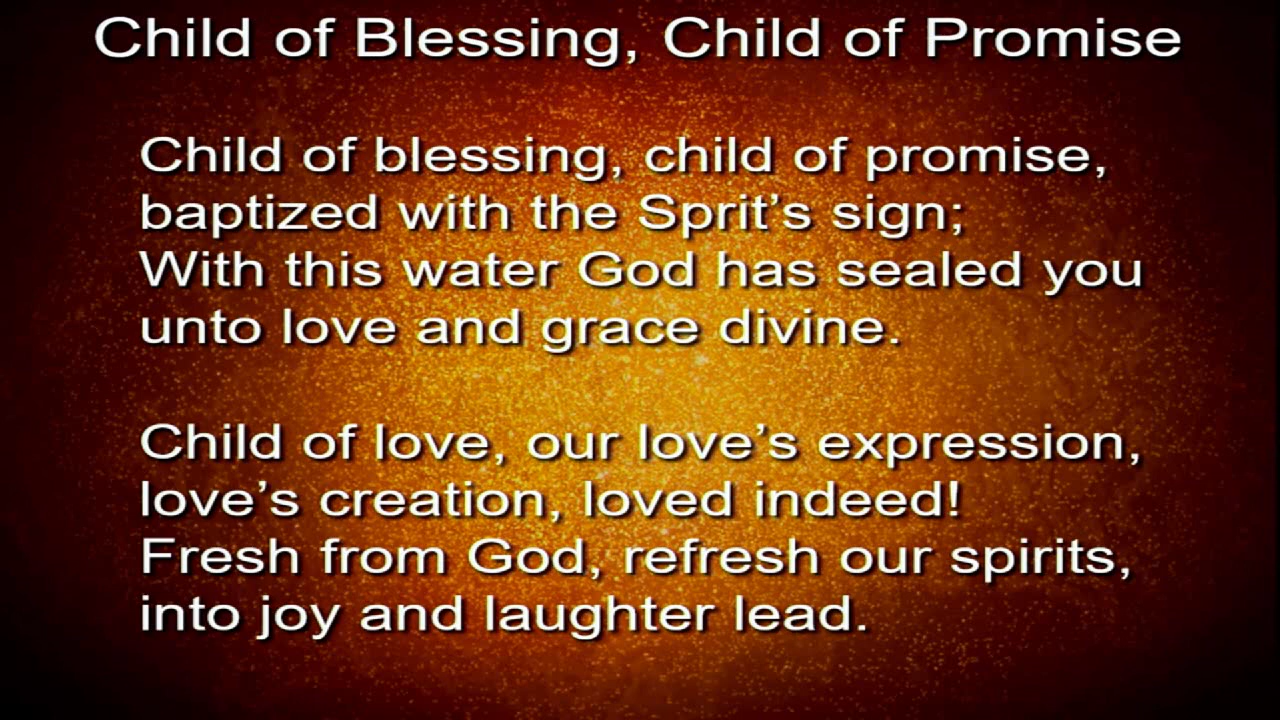 Child of Blessing, Child of Promise
Child of blessing, child of promise,
baptized with the Sprit’s sign;
With this water God has sealed you
unto love and grace divine.
Child of love, our love’s expression,
love’s creation, loved indeed!
Fresh from God, refresh our spirits,
into joy and laughter lead.